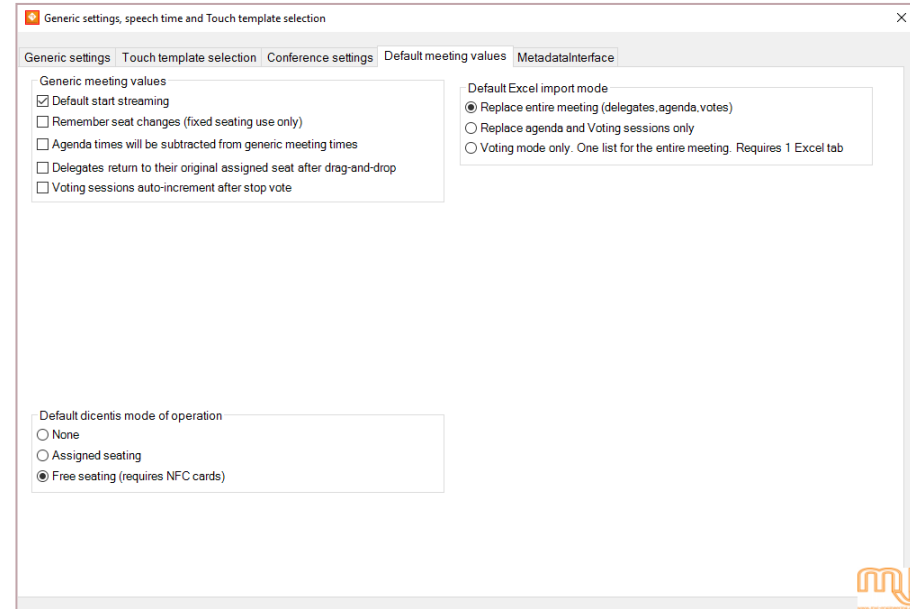 Generic settings, speech time and Touch template selection
Generic settings Touch template selection Conference settings Default meeting values MetadataInterface
Generic meeting values
Default start streaming
Remember seat changes (fixed seating use only)
Agenda times will be subtracted from generic meeting times
Delegates return to their original assigned seat after drag-and-drop
Voting sessions auto-increment after stop vote
Default Excel import mode
Replace entire meeting (delegates,agenda,votes)
Replace agenda and Voting sessions only
Voting mode only. One list for the entire meeting. Requires 1 Excel tab
Default dicentis mode of operation
None
Assigned seating
Free seating (requires NFC cards)